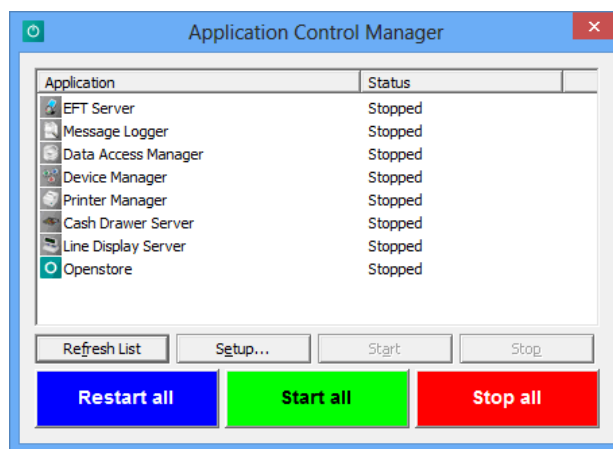 Application Control Manager
Application Status
EFT Server Stopped
Message Logger Stopped
Data Access Manager Stopped
Device Manager Stopped
Printer Manager Stopped
Cash Drawer Server Stopped
Line Display Server Stopped
Openstore Stopped
Refresh List Setup... Start Stop
Restart all Start all Stop all